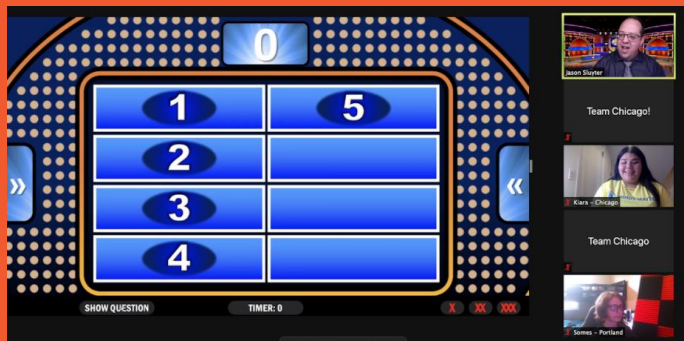 0
1
5
2
3
4
»
«
SHOW QUESTION
TIMER: 0
X
XX
XXX
Jason Sluyter
Team Chicago!
Kiara – Chicago
Team Chicago
Somes – Portland